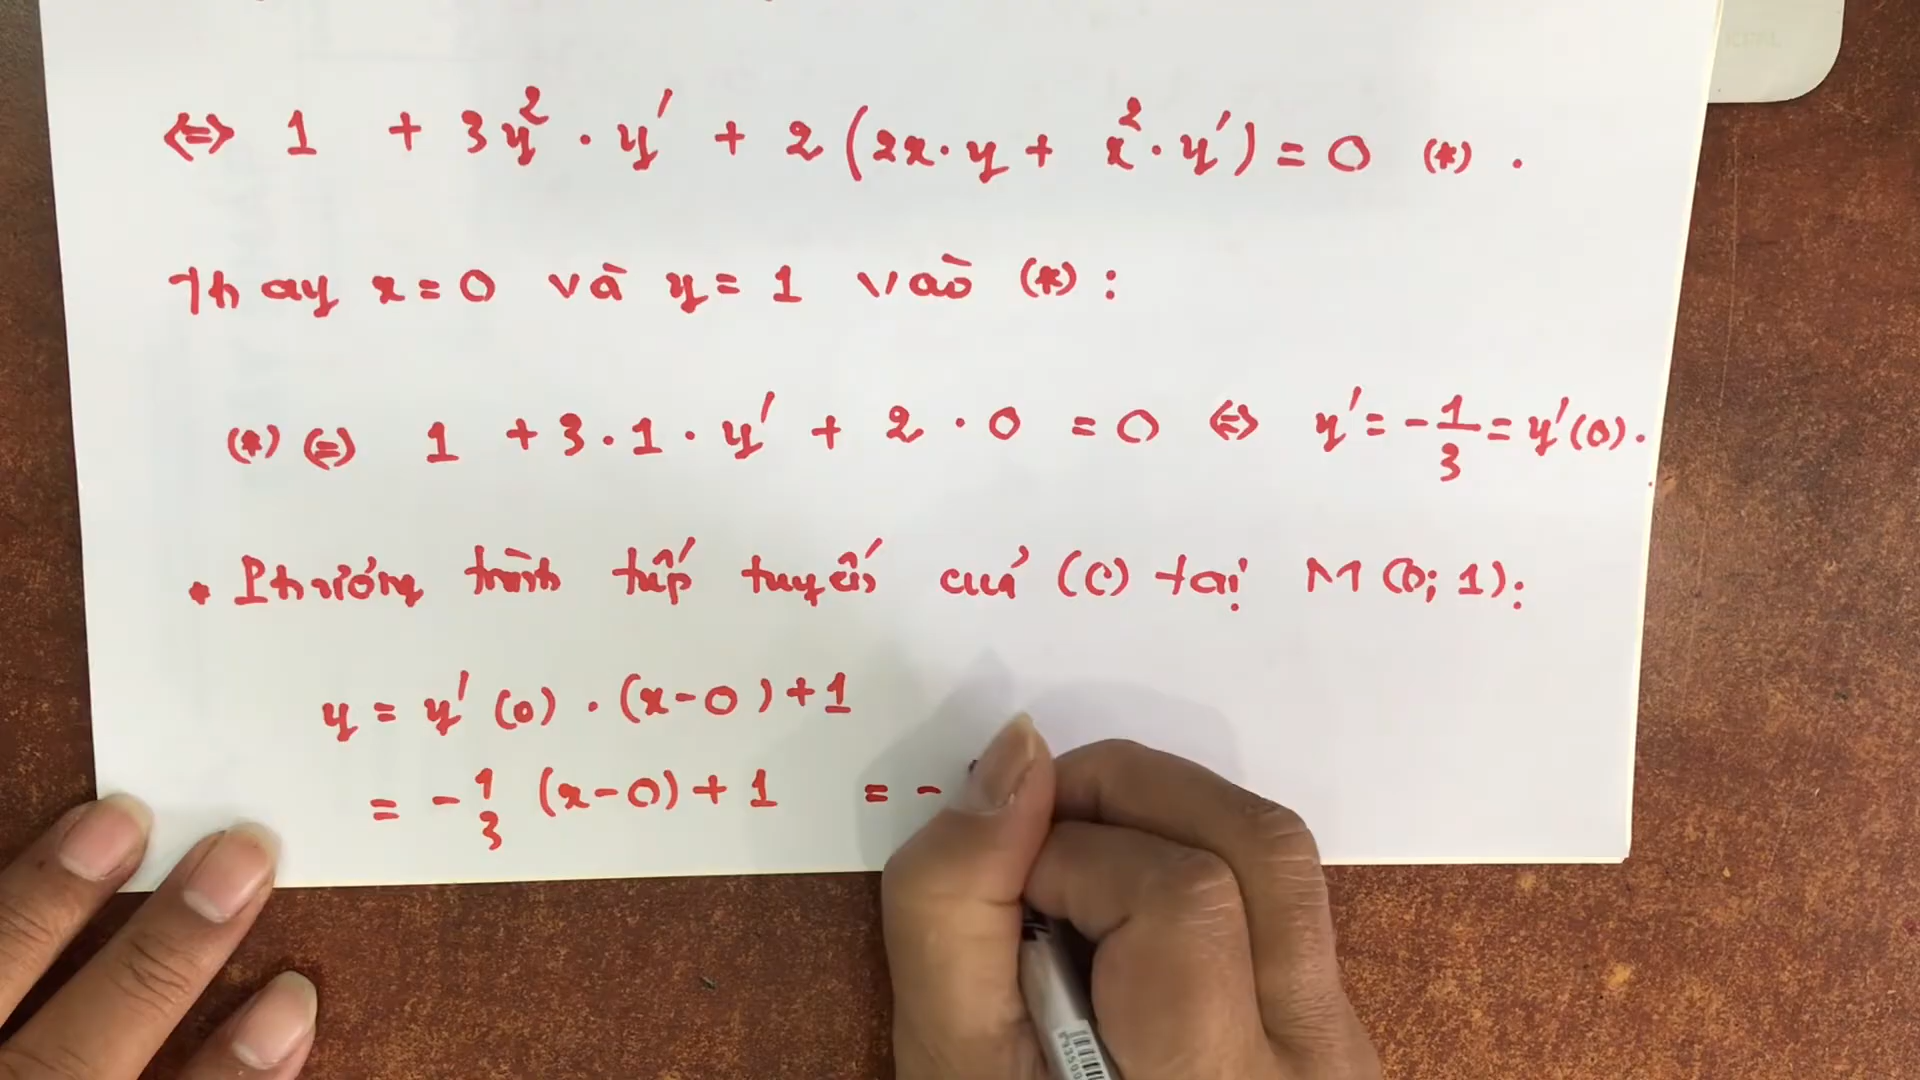 ⇔ 1 + 3y² · y' + 2(2x·y + x²·y') = 0 (*).
Thay x = 0 và y = 1 vào (*):
(*) ⇔ 1 + 3·1·y' + 2·0 = 0 ⇔ y' = -1/3 = y'(0).
• Phương trình tiếp tuyến của (C) tại M(0; 1):
y = y'(0)·(x-0)+1
= -1/3 (x-0)+1 = -